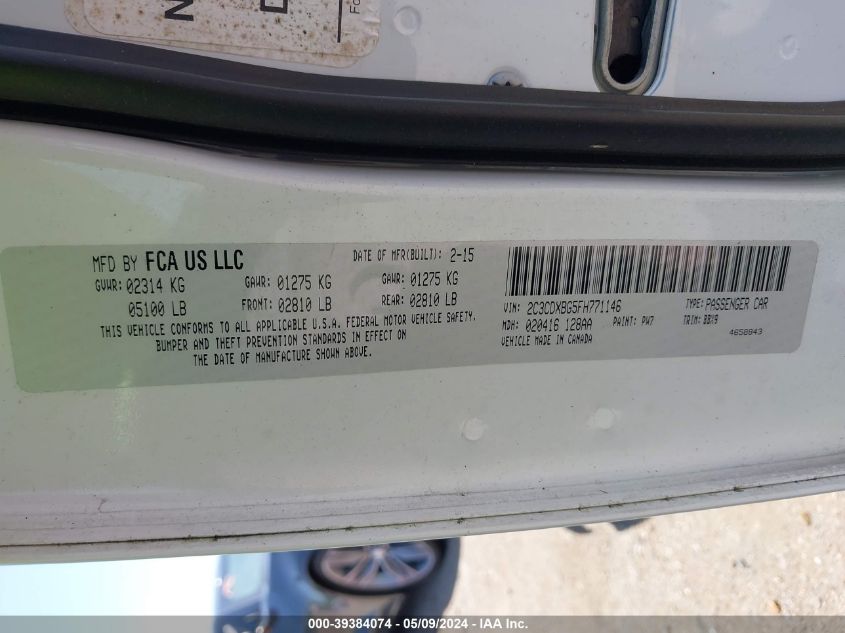 MFD BY FCA US LLC
DATE OF MFR(BUILT): 2-15
GVWR: 02314 KG
GAWR: 01275 KG
GAWR: 01275 KG
05100 LB
FRONT: 02810 LB
REAR: 02810 LB
THIS VEHICLE CONFORMS TO ALL APPLICABLE U.S.A. FEDERAL MOTOR VEHICLE SAFETY,
BUMPER AND THEFT PREVENTION STANDARDS IN EFFECT ON
THE DATE OF MANUFACTURE SHOWN ABOVE.
VIN: 2C3CDXBG5FH771146
TYPE: PASSENGER CAR
MDH: 020416 128AA
PAINT: PW7
TRIM: BBX9
VEHICLE MADE IN CANADA
4658843
000-39384074 - 05/09/2024 - IAA Inc.